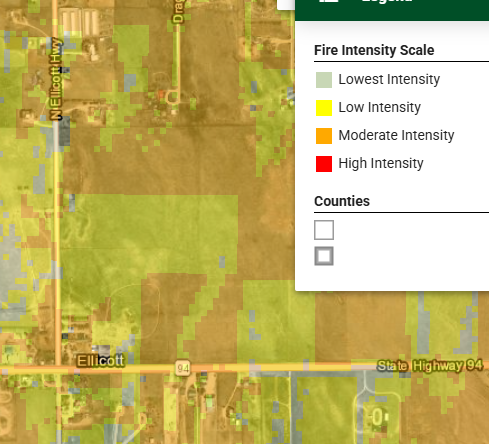 Legend
Fire Intensity Scale
Lowest Intensity
Low Intensity
Moderate Intensity
High Intensity
Counties
N Ellicott Hwy
Ellicott
94
State Highway 94